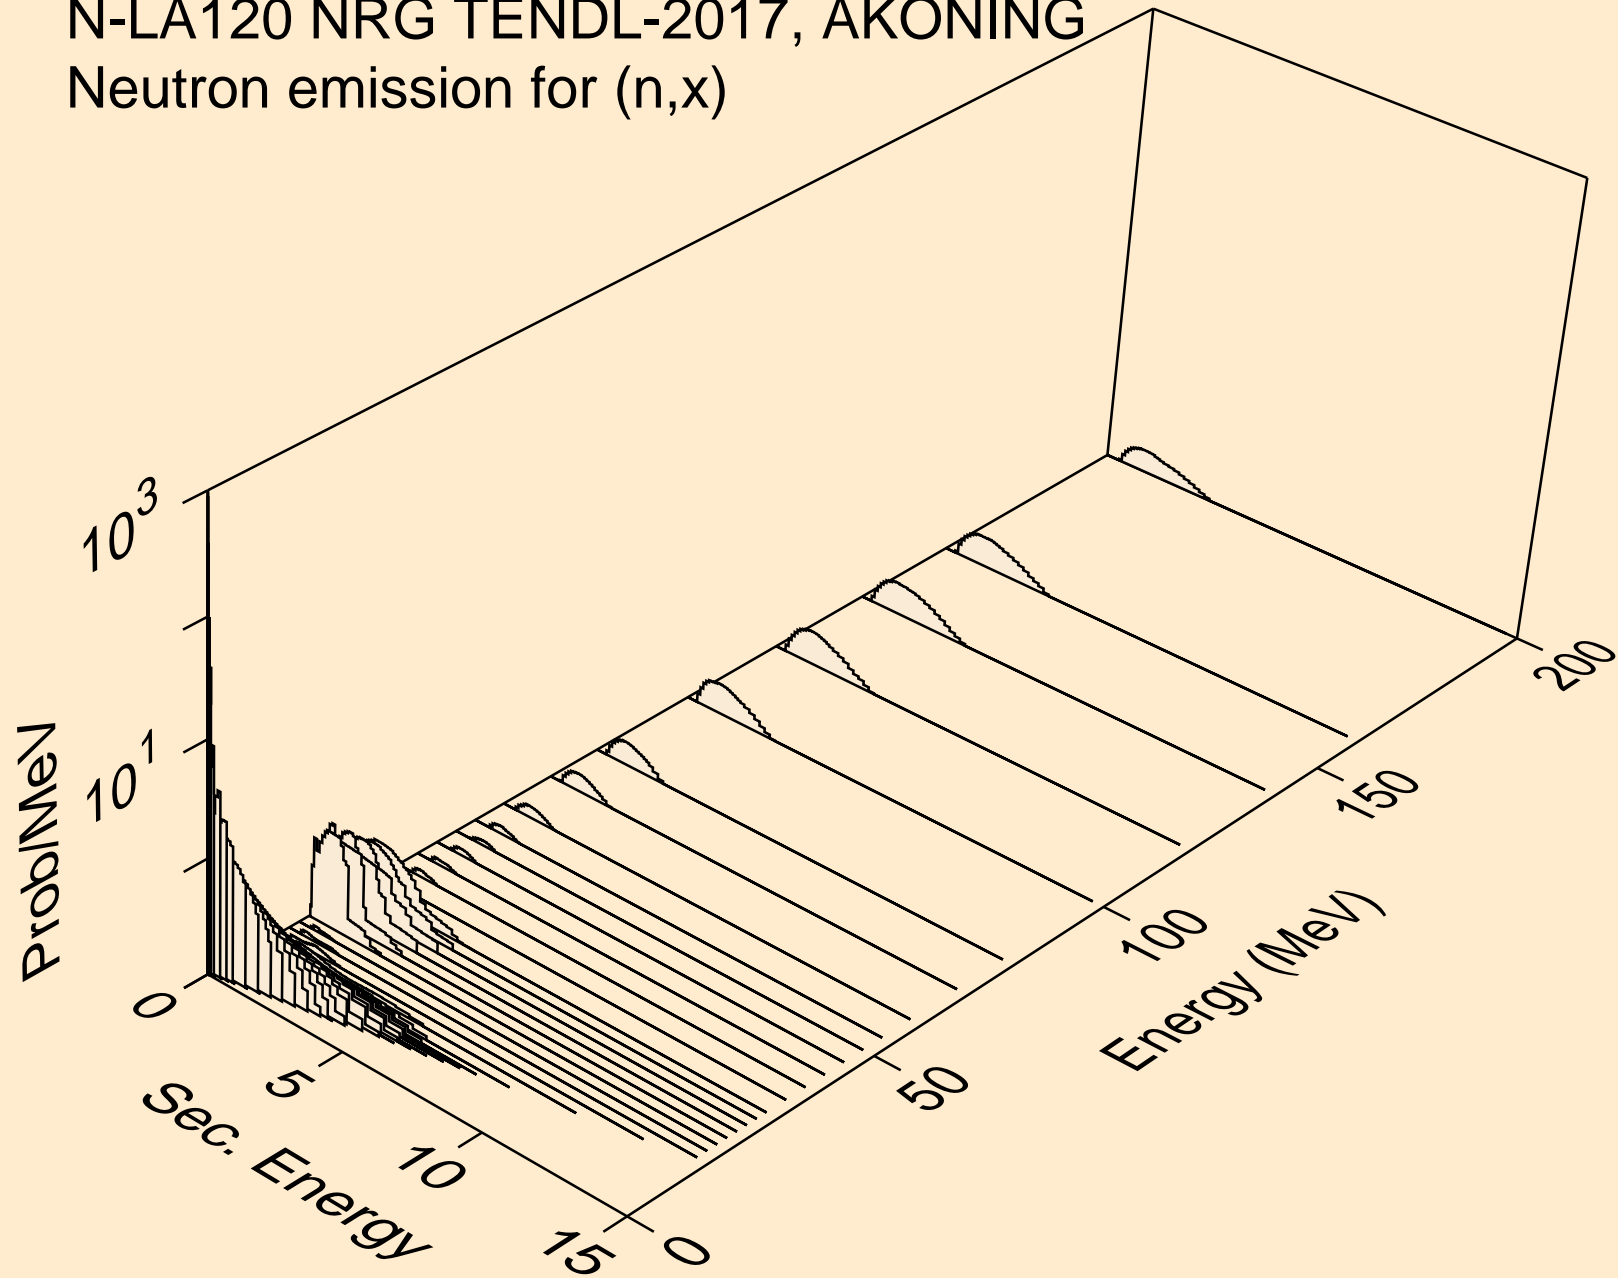 N-LA120 NRG TENDL-2017, AKONING
Neutron emission for (n,x)
10^3
10^1
Prob/MeV
0
5
10
15
Sec. Energy
0
50
100
150
200
Energy (MeV)